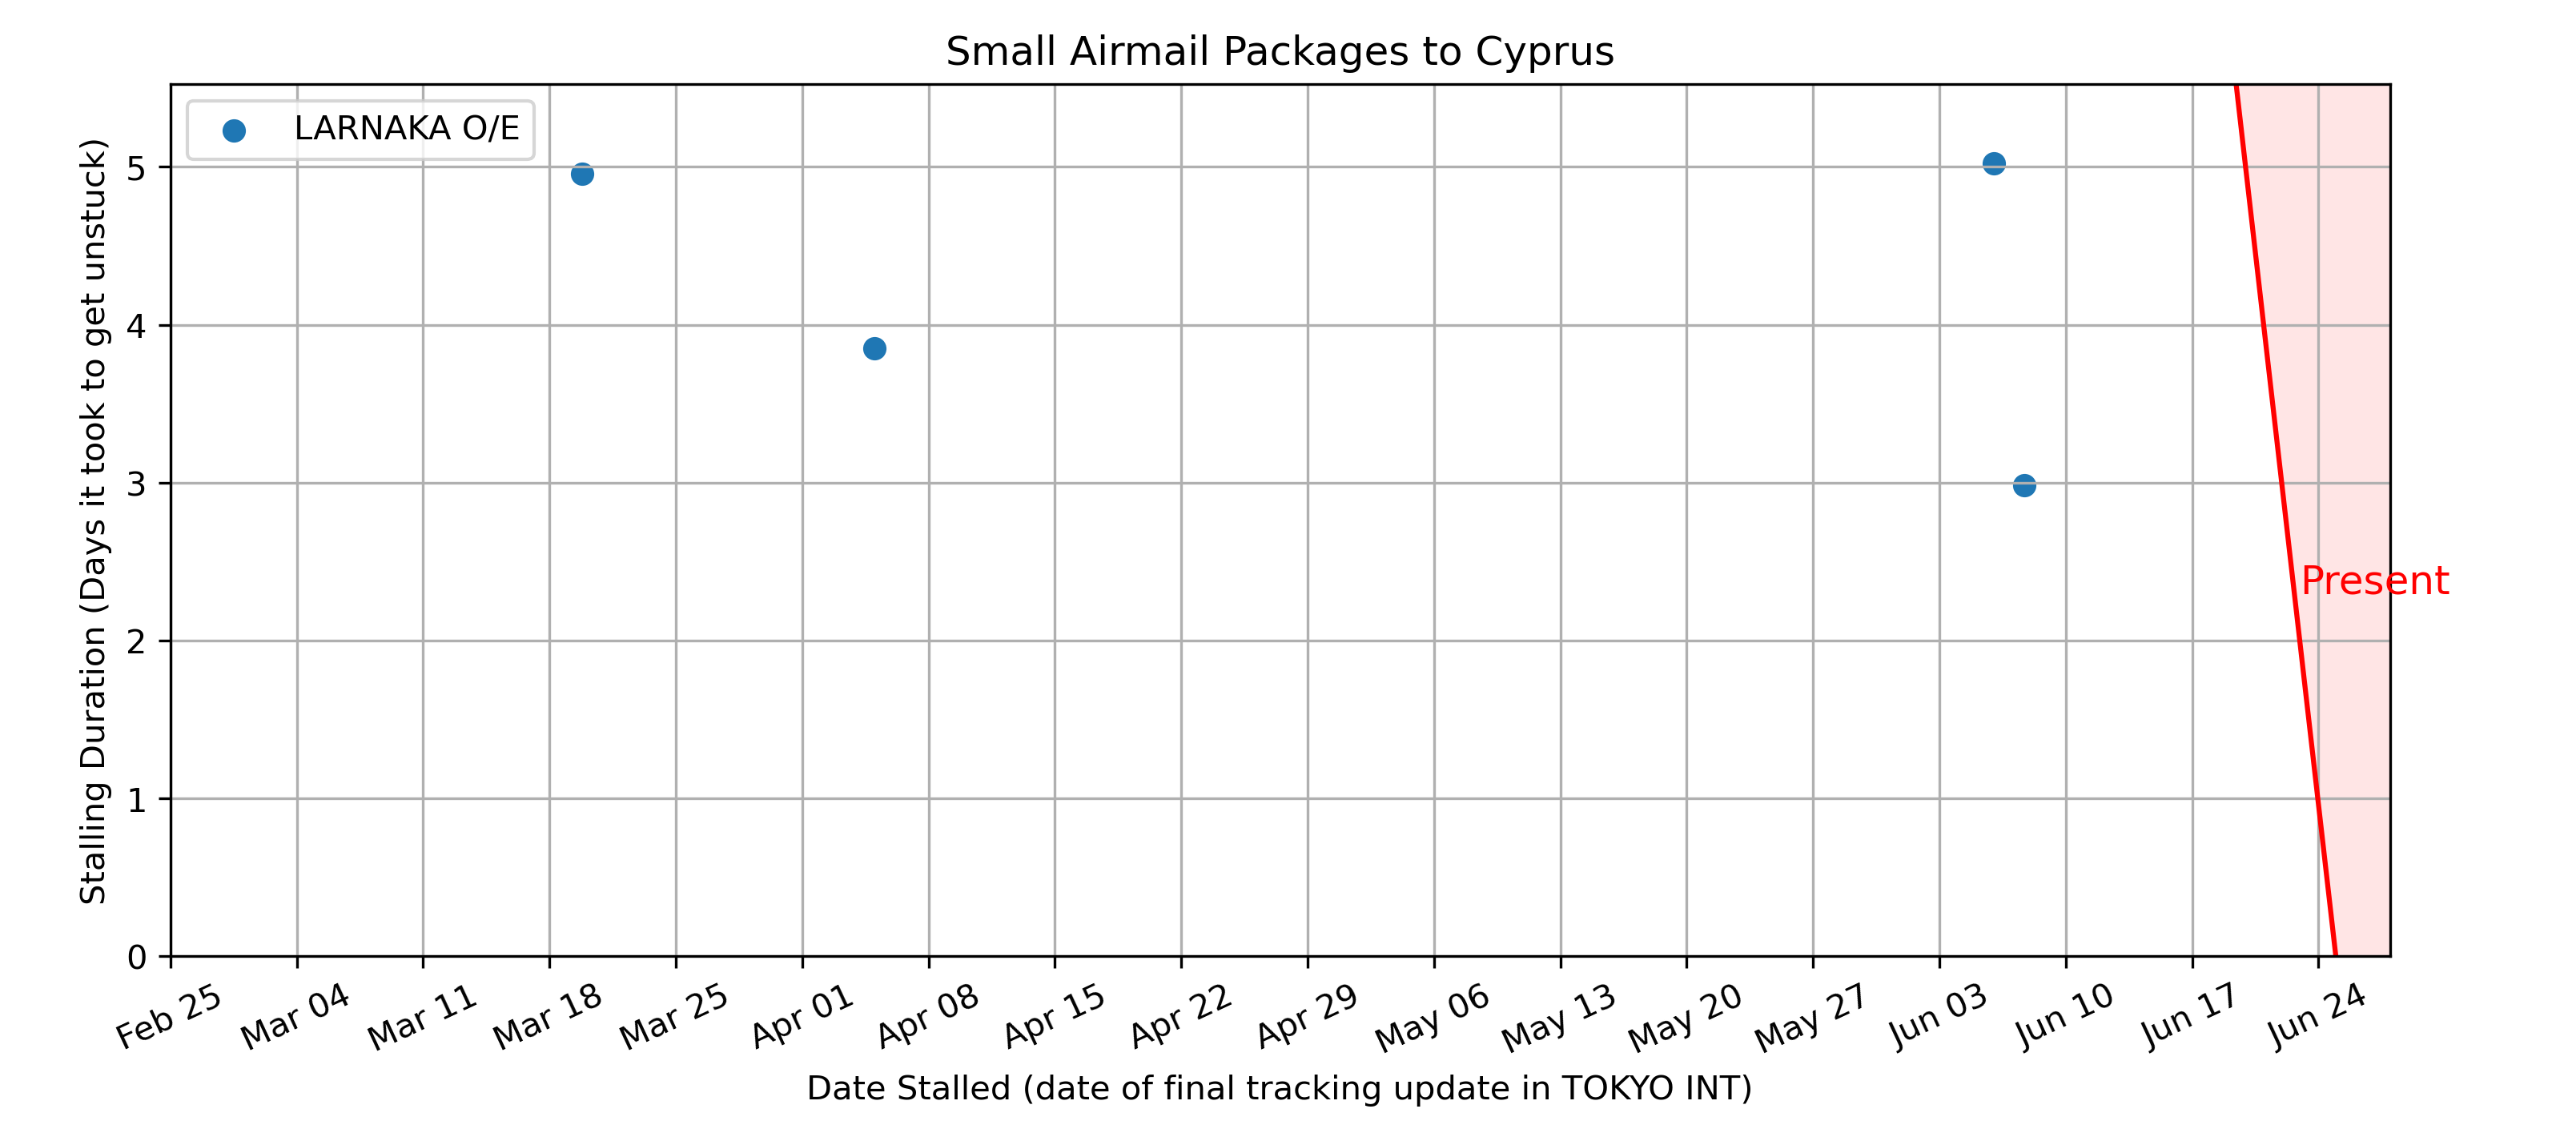 Small Airmail Packages to Cyprus
LARNAKA O/E
Stalling Duration (Days it took to get unstuck)
5
4
3
2
1
0
Present
Feb 25 Mar 04 Mar 11 Mar 18 Mar 25 Apr 01 Apr 08 Apr 15 Apr 22 Apr 29 May 06 May 13 May 20 May 27 Jun 03 Jun 10 Jun 17 Jun 24
Date Stalled (date of final tracking update in TOKYO INT)